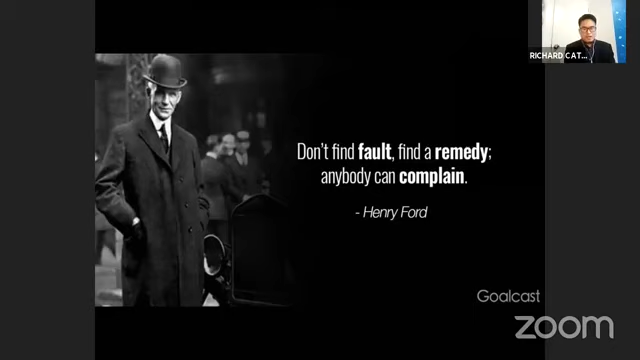 RICHARD CAT...
Don't find fault, find a remedy;
anybody can complain.
- Henry Ford
Goalcast
zoom